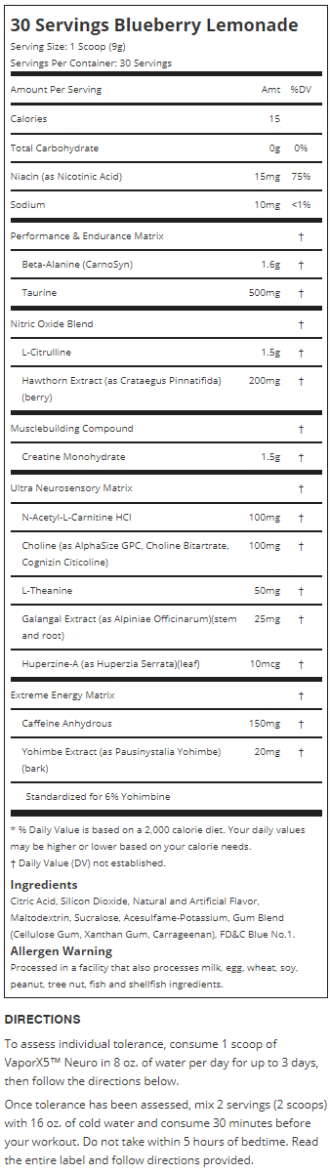 30 Servings Blueberry Lemonade
Serving Size: 1 Scoop (9g)
Servings Per Container: 30 Servings
Amount Per Serving Amt %DV
Calories 15
Total Carbohydrate 0g 0%
Niacin (as Nicotinic Acid) 15mg 75%
Sodium 10mg <1%
Performance & Endurance Matrix †
Beta-Alanine (CarnoSyn) 1.6g †
Taurine 500mg †
Nitric Oxide Blend †
L-Citrulline 1.5g †
Hawthorn Extract (as Crataegus Pinnatifida) 200mg †
(berry)
Musclebuilding Compound †
Creatine Monohydrate 1.5g †
Ultra Neurosensory Matrix †
N-Acetyl-L-Carnitine HCl 100mg †
Choline (as AlphaSize GPC, Choline Bitartrate, 100mg †
Cognizin Citicoline)
L-Theanine 50mg †
Galangal Extract (as Alpiniae Officinarum)(stem 25mg †
and root)
Huperzine-A (as Huperzia Serrata)(leaf) 10mcg †
Extreme Energy Matrix †
Caffeine Anhydrous 150mg †
Yohimbe Extract (as Pausinystalia Yohimbe) 20mg †
(bark)
Standardized for 6% Yohimbine
* % Daily Value is based on a 2,000 calorie diet. Your daily values
may be higher or lower based on your calorie needs.
† Daily Value (DV) not established.
Ingredients
Citric Acid, Silicon Dioxide, Natural and Artificial Flavor,
Maltodextrin, Sucralose, Acesulfame-Potassium, Gum Blend
(Cellulose Gum, Xanthan Gum, Carrageenan), FD&C Blue No.1.
Allergen Warning
Processed in a facility that also processes milk, egg, wheat, soy,
peanut, tree nut, fish and shellfish ingredients.
DIRECTIONS
To assess individual tolerance, consume 1 scoop of
VaporX5™ Neuro in 8 oz. of water per day for up to 3 days,
then follow the directions below.
Once tolerance has been assessed, mix 2 servings (2 scoops)
with 16 oz. of cold water and consume 30 minutes before
your workout. Do not take within 5 hours of bedtime. Read
the entire label and follow directions provided.